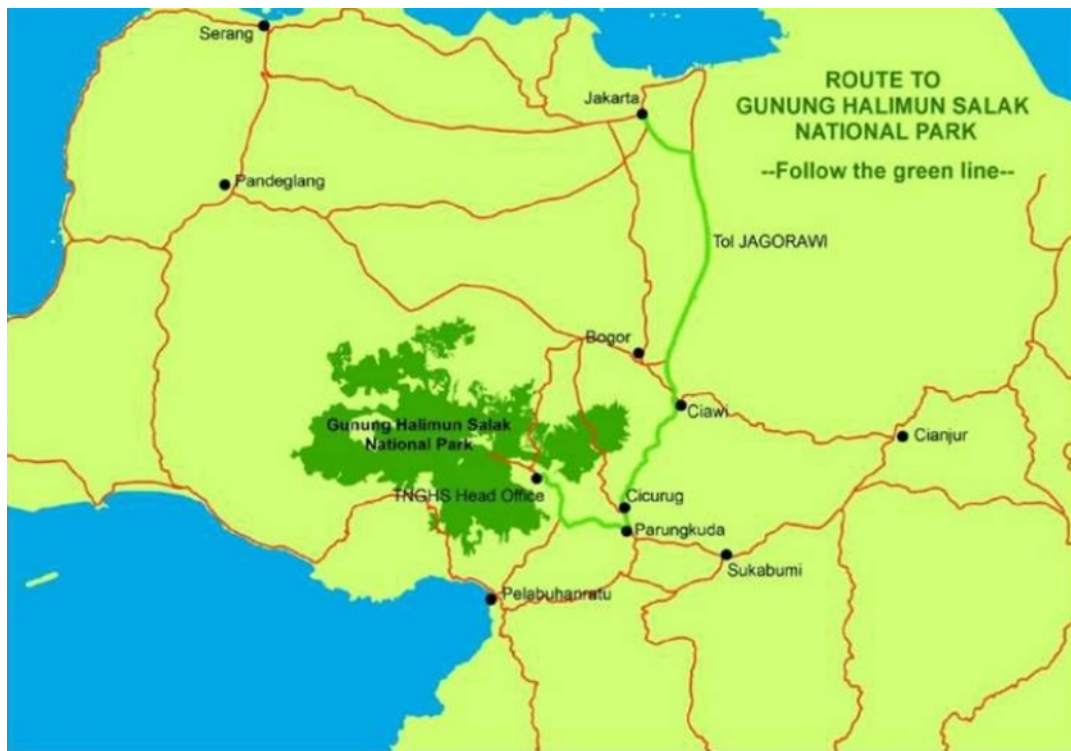 Serang
Jakarta
ROUTE TO
GUNUNG HALIMUN SALAK
NATIONAL PARK
--Follow the green line--
Pandeglang
Tol JAGORAWI
Bogor
Ciawi
Gunung Halimun Salak
National Park
Cianjur
TNGHS Head Office
Cicurug
Parungkuda
Sukabumi
Pelabuhanratu